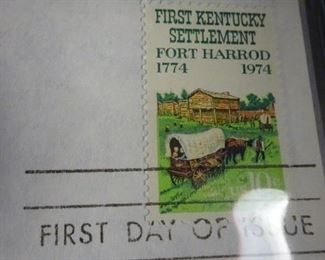 FIRST KENTUCKY
SETTLEMENT
FORT HARROD
1774 1974
10c
FIRST DAY OF ISSUE